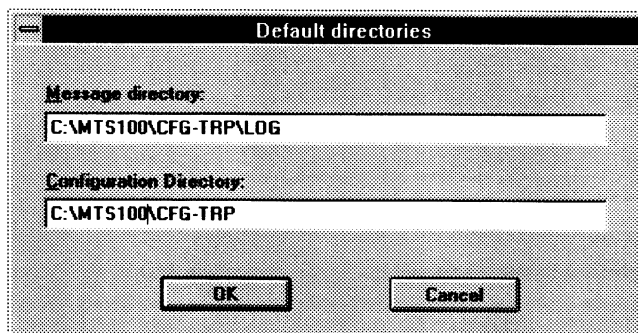 Default directories
Message directory:
C:\MTS100\CFG-TRP\LOG
Configuration Directory:
C:\MTS100\CFG-TRP
OK
Cancel